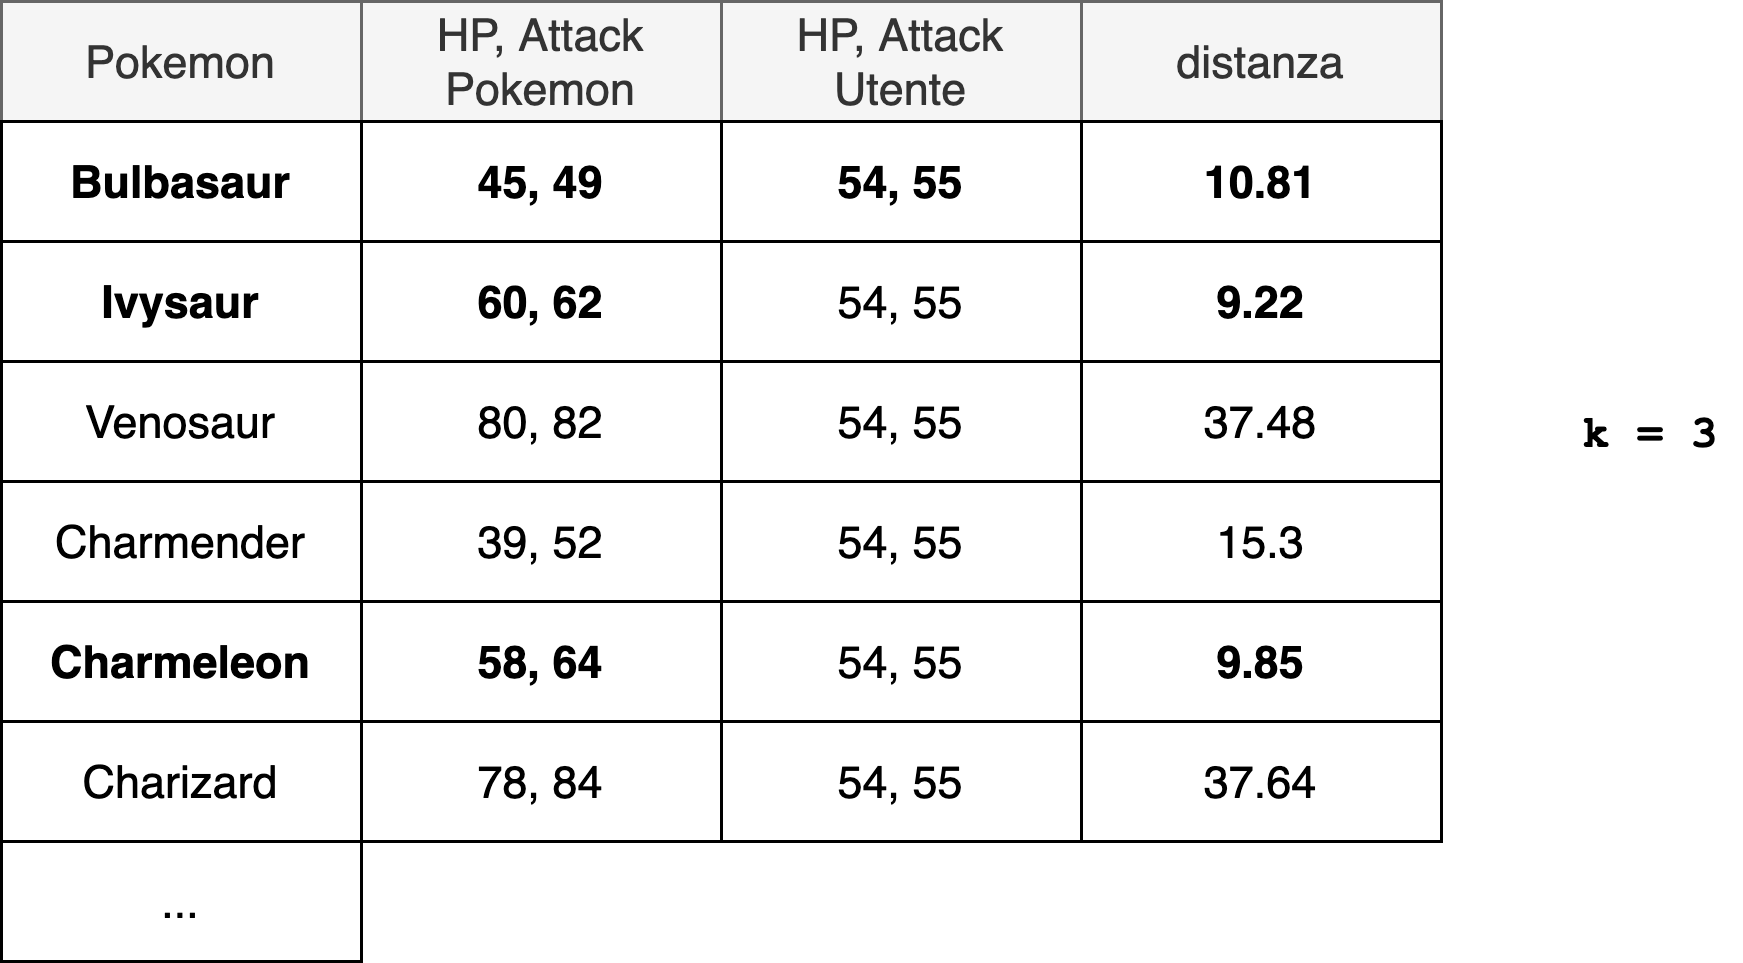 Pokemon
HP, Attack
Pokemon
HP, Attack
Utente
distanza
Bulbasaur
45, 49
54, 55
10.81
Ivysaur
60, 62
54, 55
9.22
Venosaur
80, 82
54, 55
37.48
k = 3
Charmender
39, 52
54, 55
15.3
Charmeleon
58, 64
54, 55
9.85
Charizard
78, 84
54, 55
37.64
...